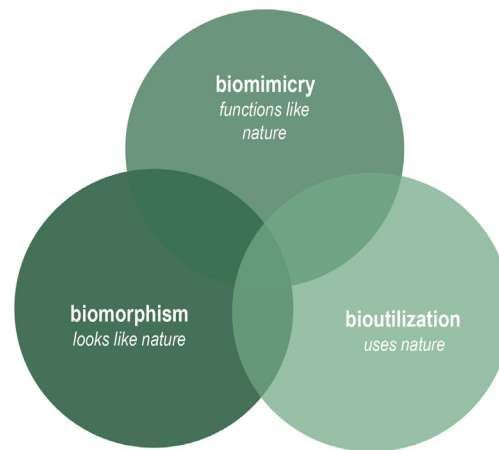 biomimicry
functions like
nature
biomorphism
looks like nature
bioutilization
uses nature